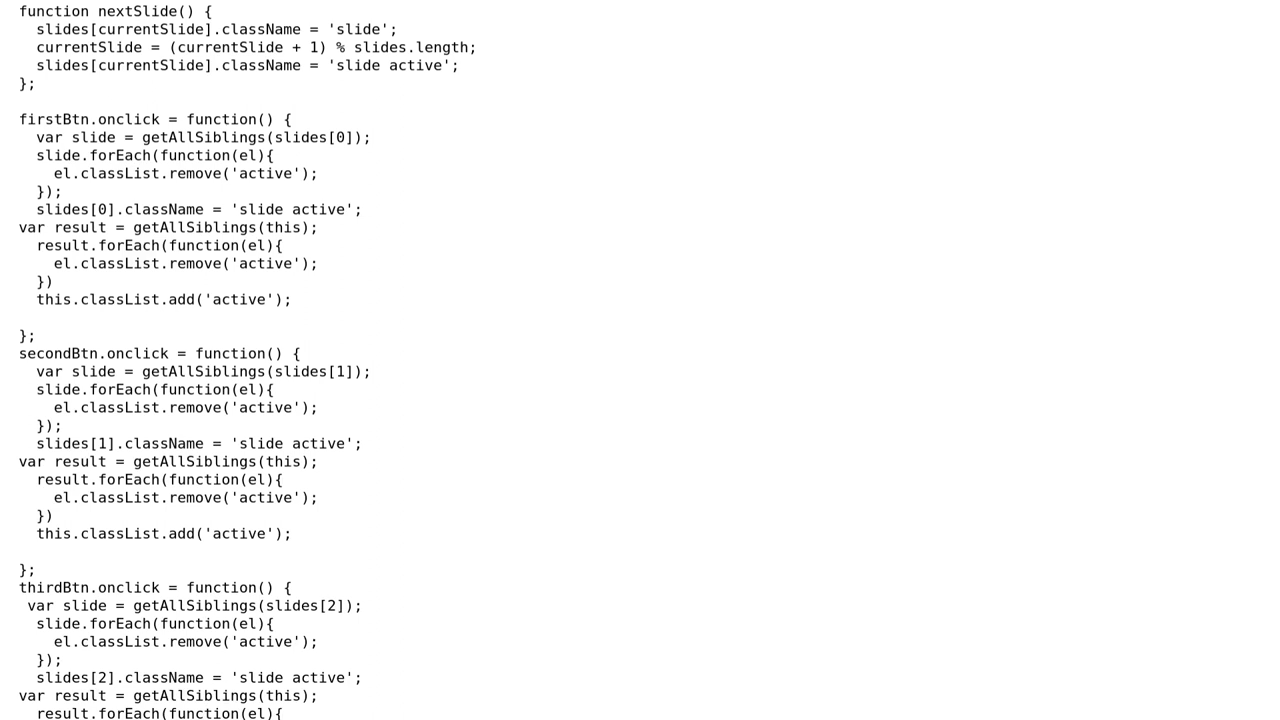 function nextSlide() {
  slides[currentSlide].className = 'slide';
  currentSlide = (currentSlide + 1) % slides.length;
  slides[currentSlide].className = 'slide active';
};

firstBtn.onclick = function() {
  var slide = getAllSiblings(slides[0]);
  slide.forEach(function(el){
    el.classList.remove('active');
  });
  slides[0].className = 'slide active';
var result = getAllSiblings(this);
  result.forEach(function(el){
    el.classList.remove('active');
  })
  this.classList.add('active');

};
secondBtn.onclick = function() {
  var slide = getAllSiblings(slides[1]);
  slide.forEach(function(el){
    el.classList.remove('active');
  });
  slides[1].className = 'slide active';
var result = getAllSiblings(this);
  result.forEach(function(el){
    el.classList.remove('active');
  })
  this.classList.add('active');

};
thirdBtn.onclick = function() {
 var slide = getAllSiblings(slides[2]);
  slide.forEach(function(el){
    el.classList.remove('active');
  });
  slides[2].className = 'slide active';
var result = getAllSiblings(this);
  result.forEach(function(el){